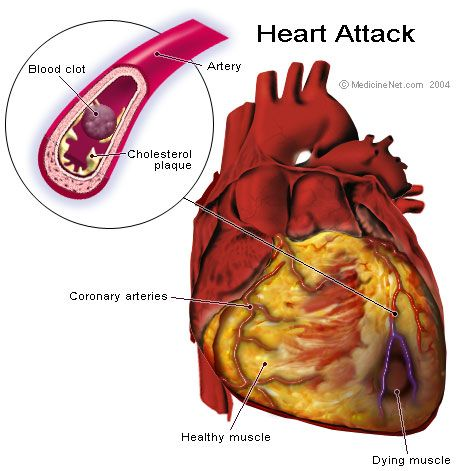 Heart Attack
Blood clot
Artery
© MedicineNet.com 2004
Cholesterol
plaque
Coronary arteries
Healthy muscle
Dying muscle